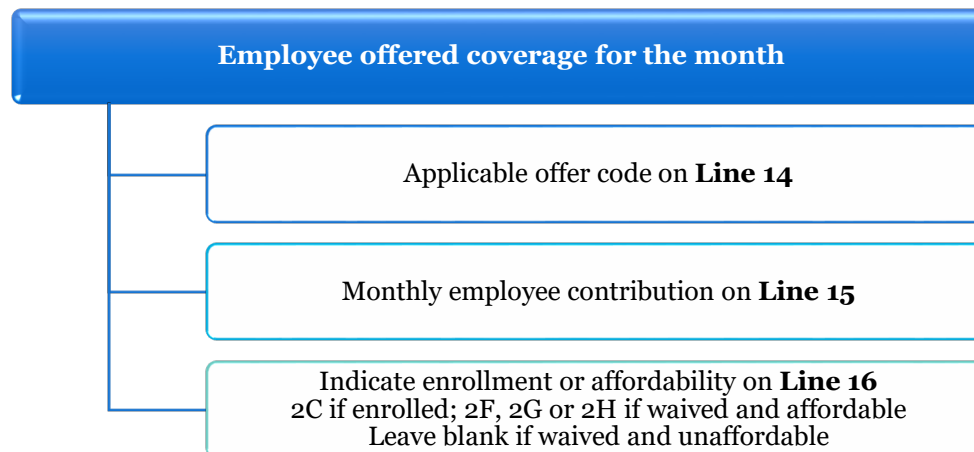 Employee offered coverage for the month
Applicable offer code on Line 14
Monthly employee contribution on Line 15
Indicate enrollment or affordability on Line 16
2C if enrolled; 2F, 2G or 2H if waived and affordable
Leave blank if waived and unaffordable